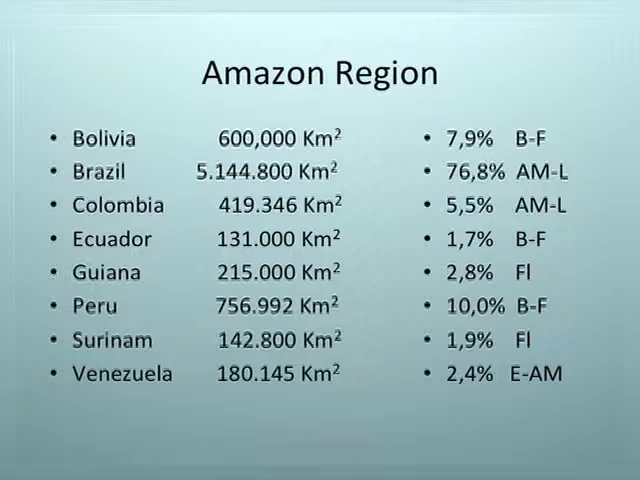 Amazon Region
• Bolivia 600,000 Km² • 7,9% B-F
• Brazil 5.144.800 Km² • 76,8% AM-L
• Colombia 419.346 Km² • 5,5% AM-L
• Ecuador 131.000 Km² • 1,7% B-F
• Guiana 215.000 Km² • 2,8% Fl
• Peru 756.992 Km² • 10,0% B-F
• Surinam 142.800 Km² • 1,9% Fl
• Venezuela 180.145 Km² • 2,4% E-AM